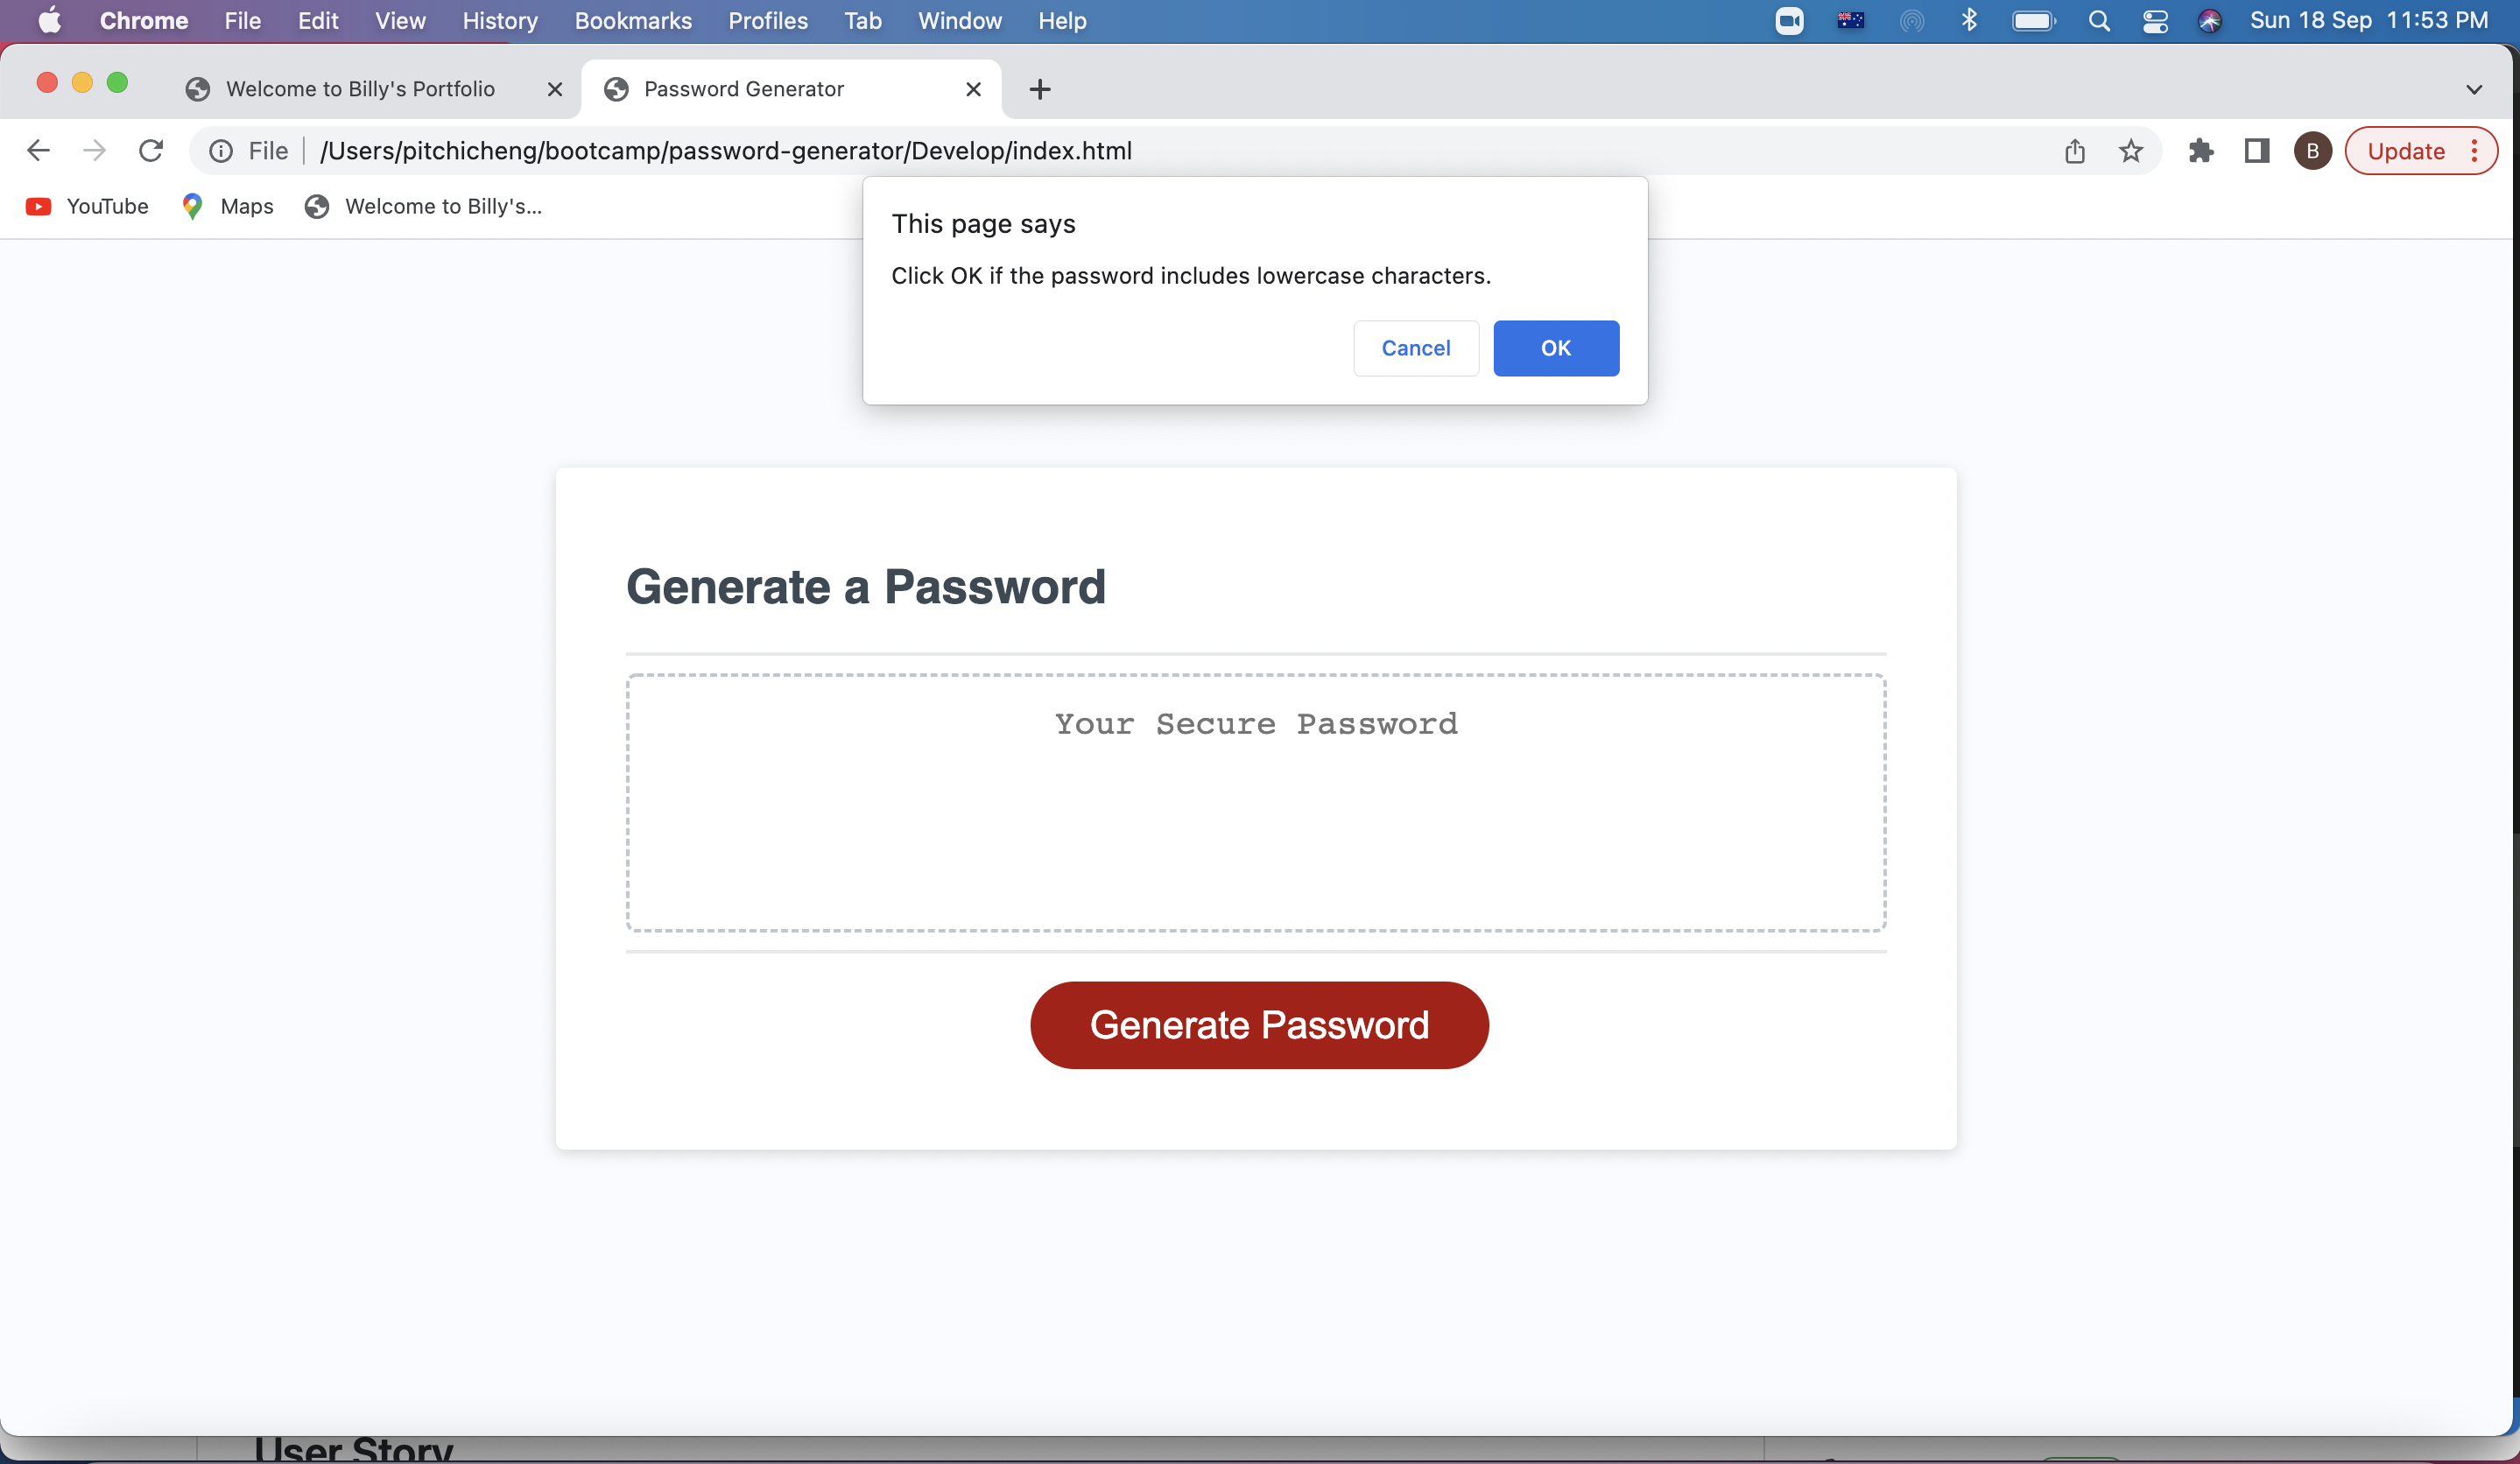 Chrome File Edit View History Bookmarks Profiles Tab Window Help Sun 18 Sep 11:53 PM
Welcome to Billy's Portfolio Password Generator
File /Users/pitchicheng/bootcamp/password-generator/Develop/index.html B Update
YouTube Maps Welcome to Billy's...
This page says
Click OK if the password includes lowercase characters.
Cancel OK
Generate a Password
Your Secure Password
Generate Password
User Story